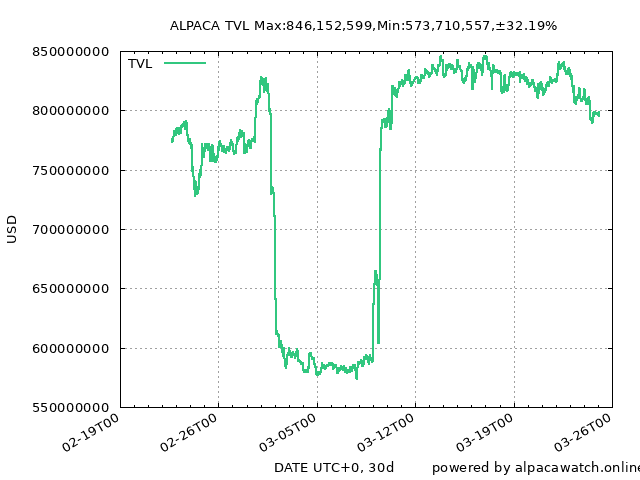 ALPACA TVL Max:846,152,599,Min:573,710,557,±32.19%
TVL
850000000
800000000
750000000
700000000
650000000
600000000
550000000
USD
02-19T00
02-26T00
03-05T00
03-12T00
03-19T00
03-26T00
DATE UTC+0, 30d
powered by alpacawatch.online